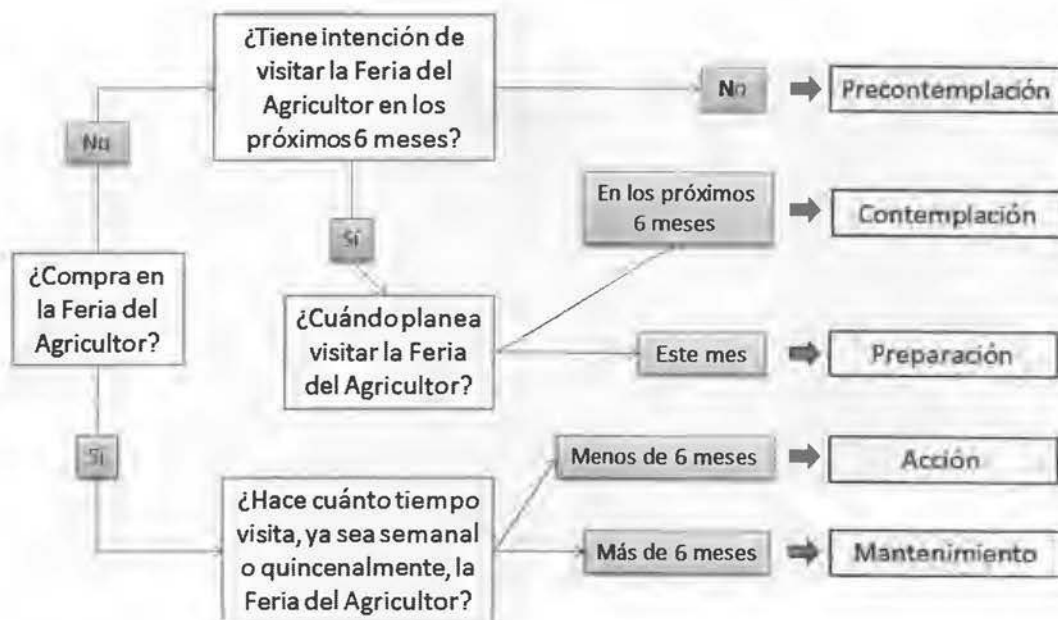 ¿Tiene intención de
visitar la Feria del
Agricultor en los
próximos 6 meses?
No
Precontemplación
No
En los próximos
6 meses
Contemplación
Sí
¿Compra en
la Feria del
Agricultor?
¿Cuándo planea
visitar la Feria
del Agricultor?
Este mes
Preparación
Sí
Menos de 6 meses
Acción
¿Hace cuánto tiempo
visita, ya sea semanal
o quincenalmente, la
Feria del Agricultor?
Más de 6 meses
Mantenimiento